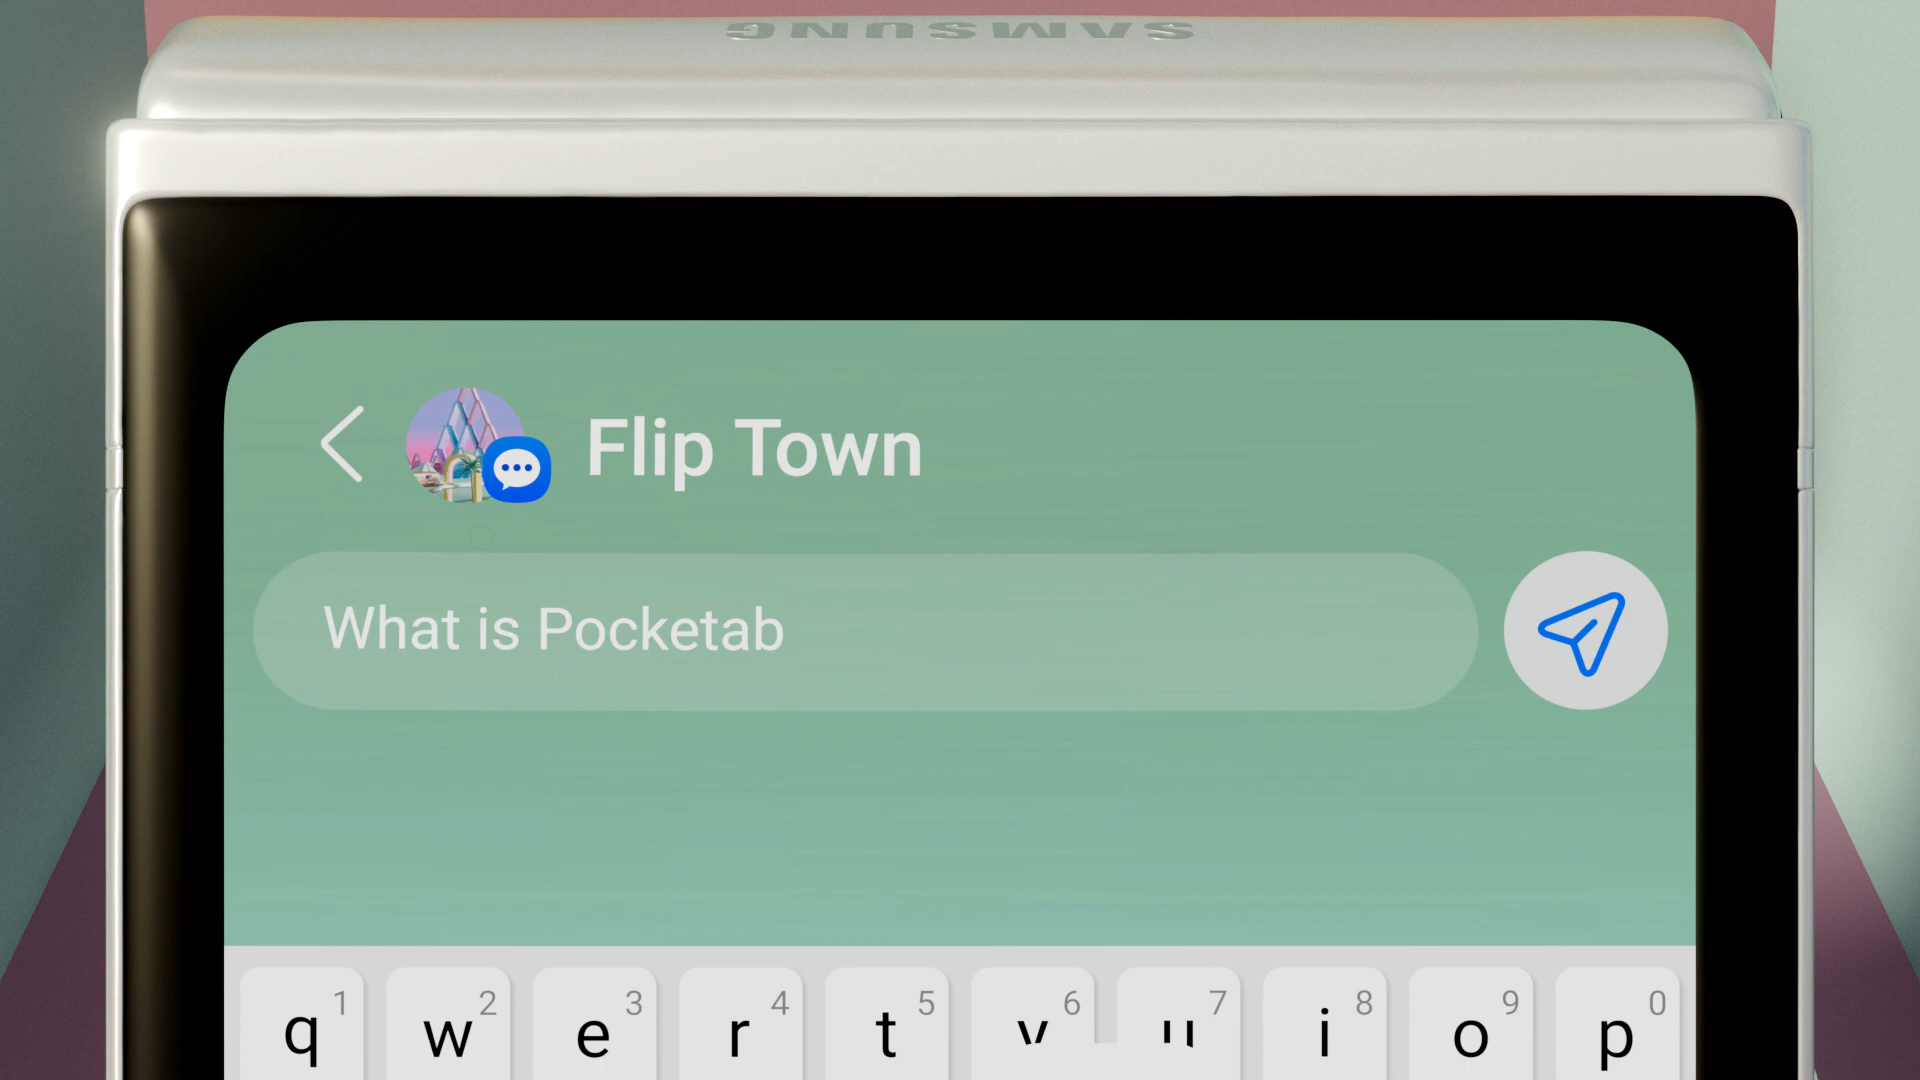 SAMSUNG
Flip Town
What is Pocketab
1 2 3 4 5 6 7 8 9 0
q w e r t y u i o p